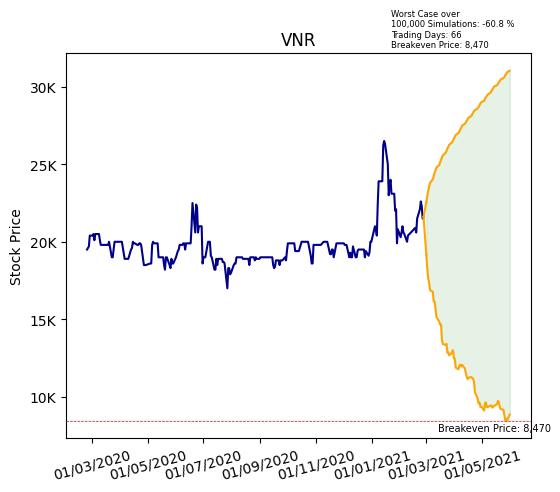 Worst Case over
100,000 Simulations: -60.8 %
Trading Days: 66
Breakeven Price: 8,470
VNR
Stock Price
30K
25K
20K
15K
10K
Breakeven Price: 8,470
01/03/2020
01/05/2020
01/07/2020
01/09/2020
01/11/2020
01/01/2021
01/03/2021
01/05/2021